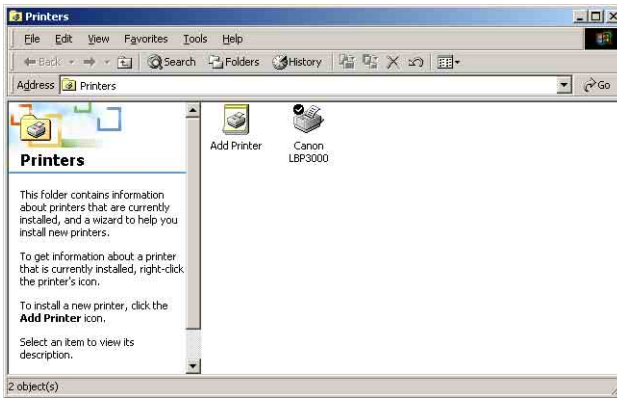 Printers
File Edit View Favorites Tools Help
Back Search Folders History
Address Printers Go
Add Printer
Canon
LBP3000
Printers
This folder contains information
about printers that are currently
installed, and a wizard to help you
install new printers.
To get information about a printer
that is currently installed, right-click
the printer's icon.
To install a new printer, click the
Add Printer icon.
Select an item to view its
description.
2 object(s)